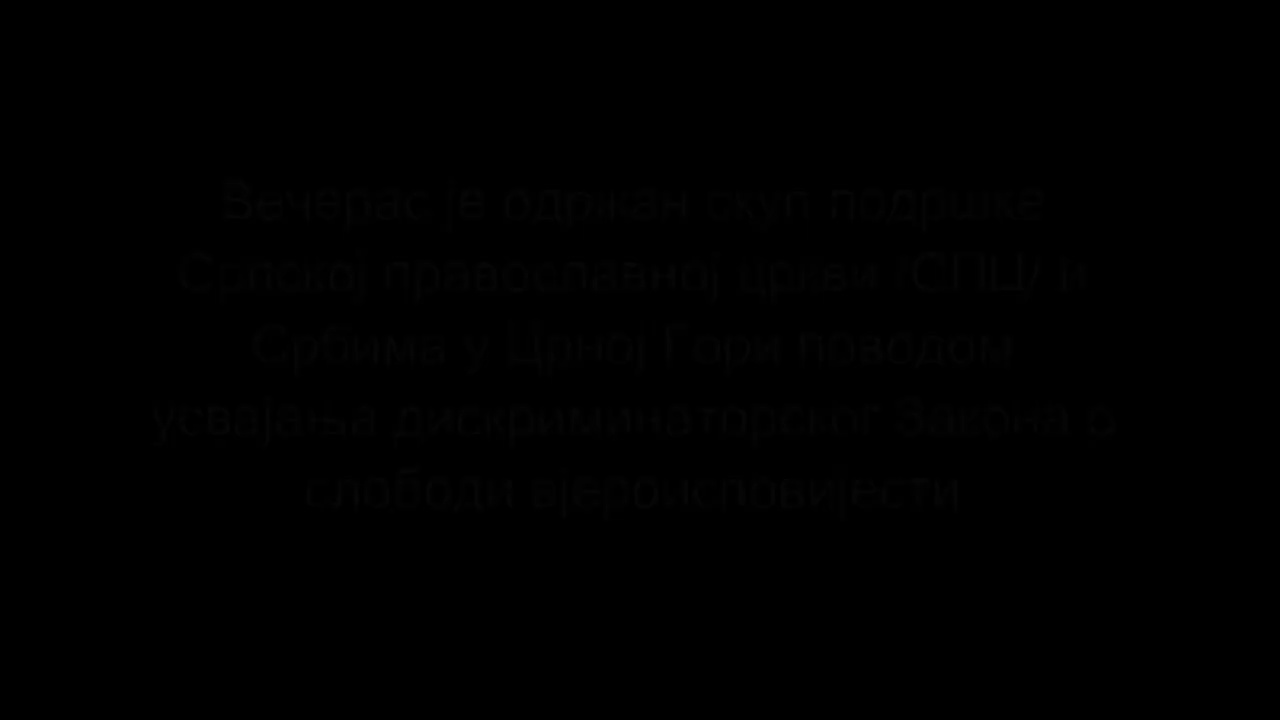 Вечерас је одржан скуп подршке
Српској православној цркви /СПЦ/ и
Србима у Црној Гори поводом
усвајања дискриминаторског Закона о
слободи вјероисповијести